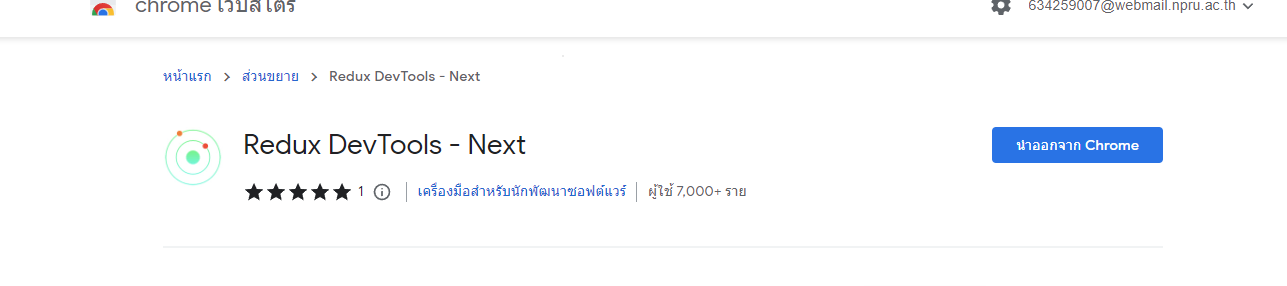 chrome เว็บสโตร์
634259007@webmail.npru.ac.th
หน้าแรก > ส่วนขยาย > Redux DevTools - Next
Redux DevTools - Next
นำออกจาก Chrome
1
เครื่องมือสำหรับนักพัฒนาซอฟต์แวร์
ผู้ใช้ 7,000+ ราย